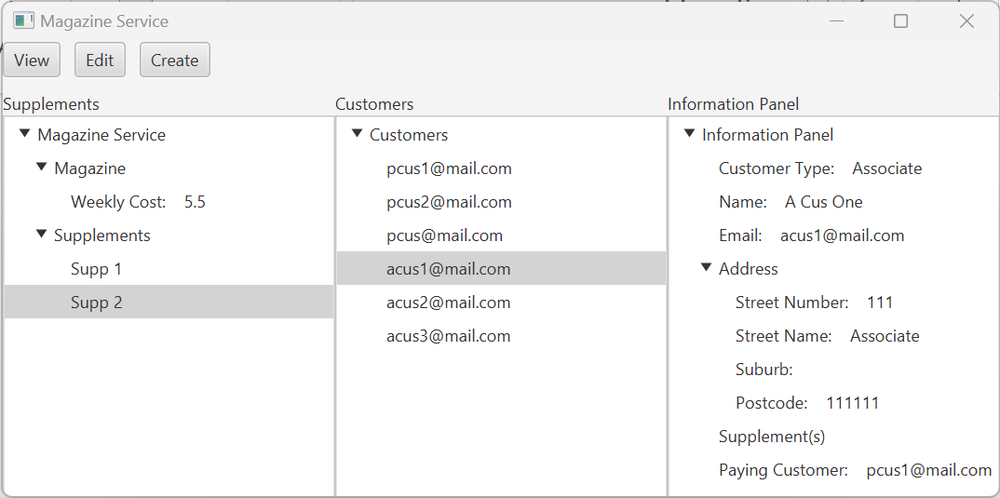 Magazine Service
View Edit Create
Supplements
Magazine Service
Magazine
Weekly Cost: 5.5
Supplements
Supp 1
Supp 2
Customers
Customers
pcus1@mail.com
pcus2@mail.com
pcus@mail.com
acus1@mail.com
acus2@mail.com
acus3@mail.com
Information Panel
Information Panel
Customer Type: Associate
Name: A Cus One
Email: acus1@mail.com
Address
Street Number: 111
Street Name: Associate
Suburb:
Postcode: 111111
Supplement(s)
Paying Customer: pcus1@mail.com